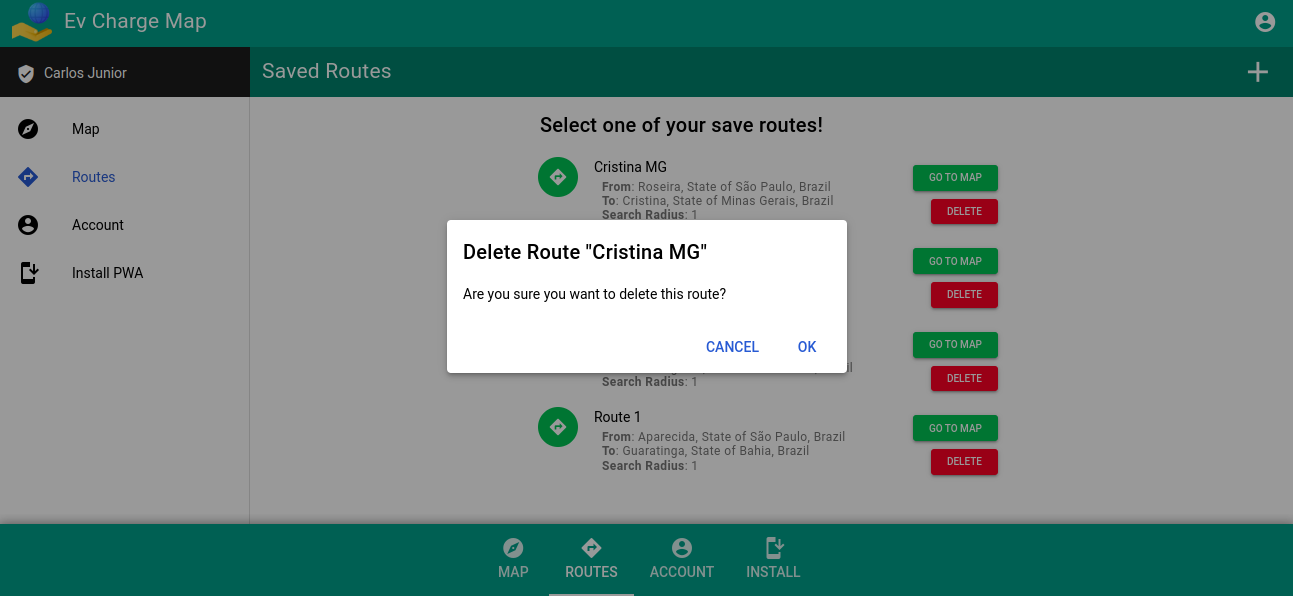 Ev Charge Map
Carlos Junior
Saved Routes
Map
Routes
Account
Install PWA
Select one of your save routes!
Cristina MG
From: Roseira, State of São Paulo, Brazil
To: Cristina, State of Minas Gerais, Brazil
Search Radius: 1
GO TO MAP
DELETE
Delete Route "Cristina MG"
Are you sure you want to delete this route?
CANCEL
OK
GO TO MAP
DELETE
GO TO MAP
DELETE
Search Radius: 1
Route 1
From: Aparecida, State of São Paulo, Brazil
To: Guaratinga, State of Bahia, Brazil
Search Radius: 1
GO TO MAP
DELETE
MAP
ROUTES
ACCOUNT
INSTALL